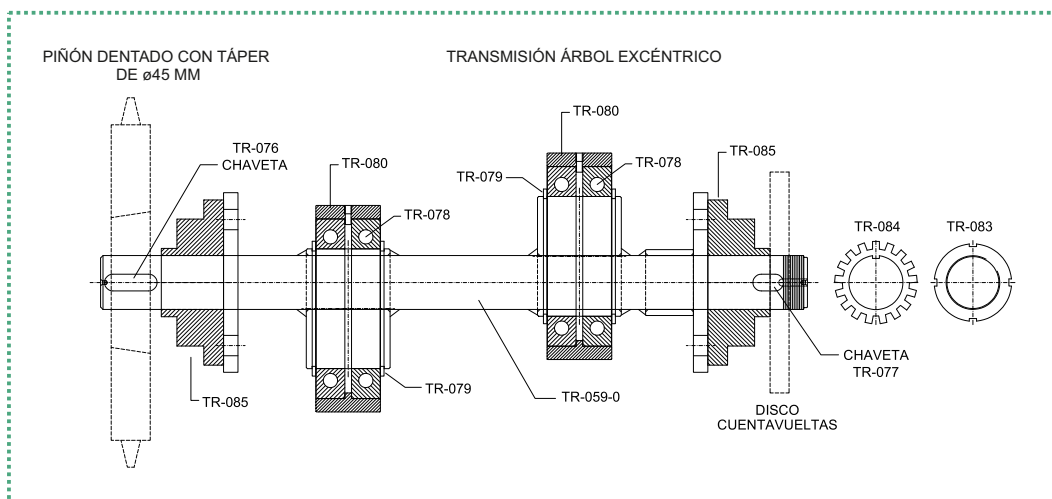 PIÑÓN DENTADO CON TÁPER
DE ø45 MM
TRANSMISIÓN ÁRBOL EXCÉNTRICO
TR-076
CHAVETA
TR-080
TR-078
TR-080
TR-079
TR-078
TR-085
TR-084
TR-083
TR-085
TR-079
TR-059-0
CHAVETA
TR-077
DISCO
CUENTAVUELTAS